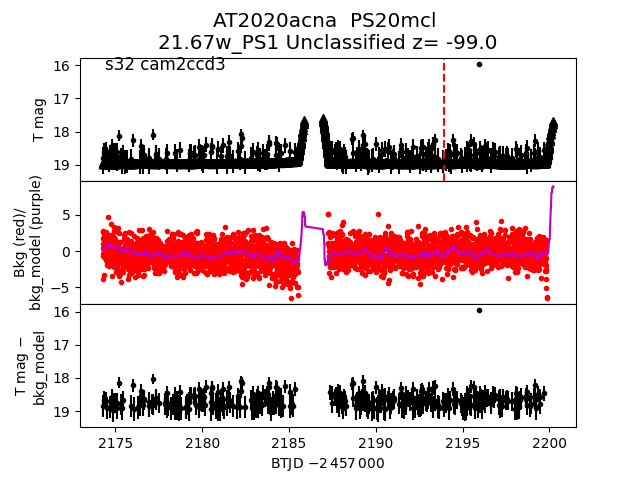 AT2020acna  PS20mcl
21.67w_PS1 Unclassified z= -99.0
s32 cam2ccd3
16
17
18
19
T mag
5
0
−5
Bkg (red)/
bkg_model (purple)
16
17
18
19
T mag −
bkg_model
2175 2180 2185 2190 2195 2200
BTJD −2 457 000